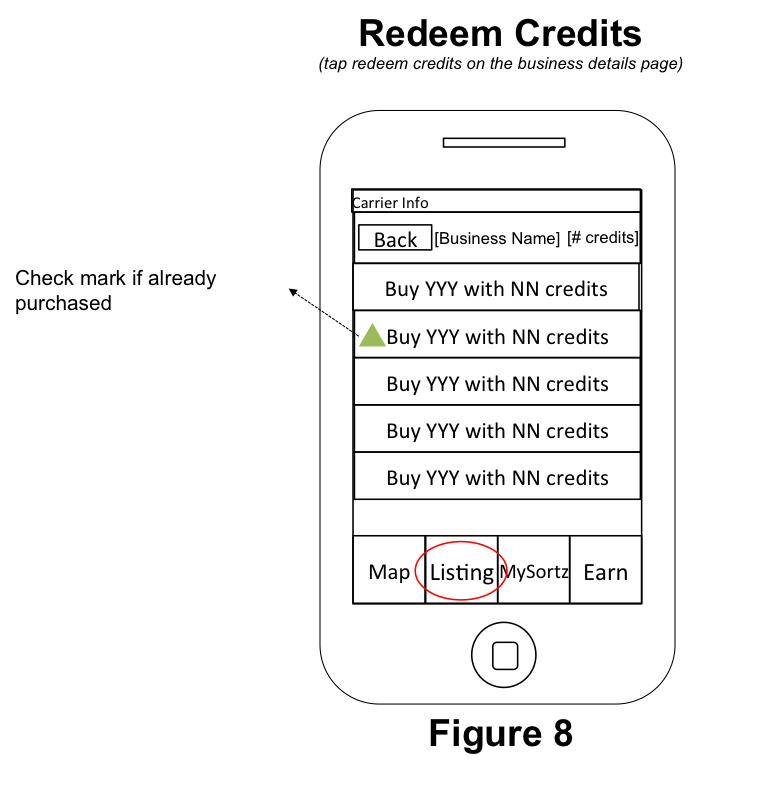 Redeem Credits
(tap redeem credits on the business details page)
Carrier Info
Back [Business Name] [# credits]
Check mark if already
purchased
Buy YYY with NN credits
Buy YYY with NN credits
Buy YYY with NN credits
Buy YYY with NN credits
Buy YYY with NN credits
Map Listing MySortz Earn
Figure 8